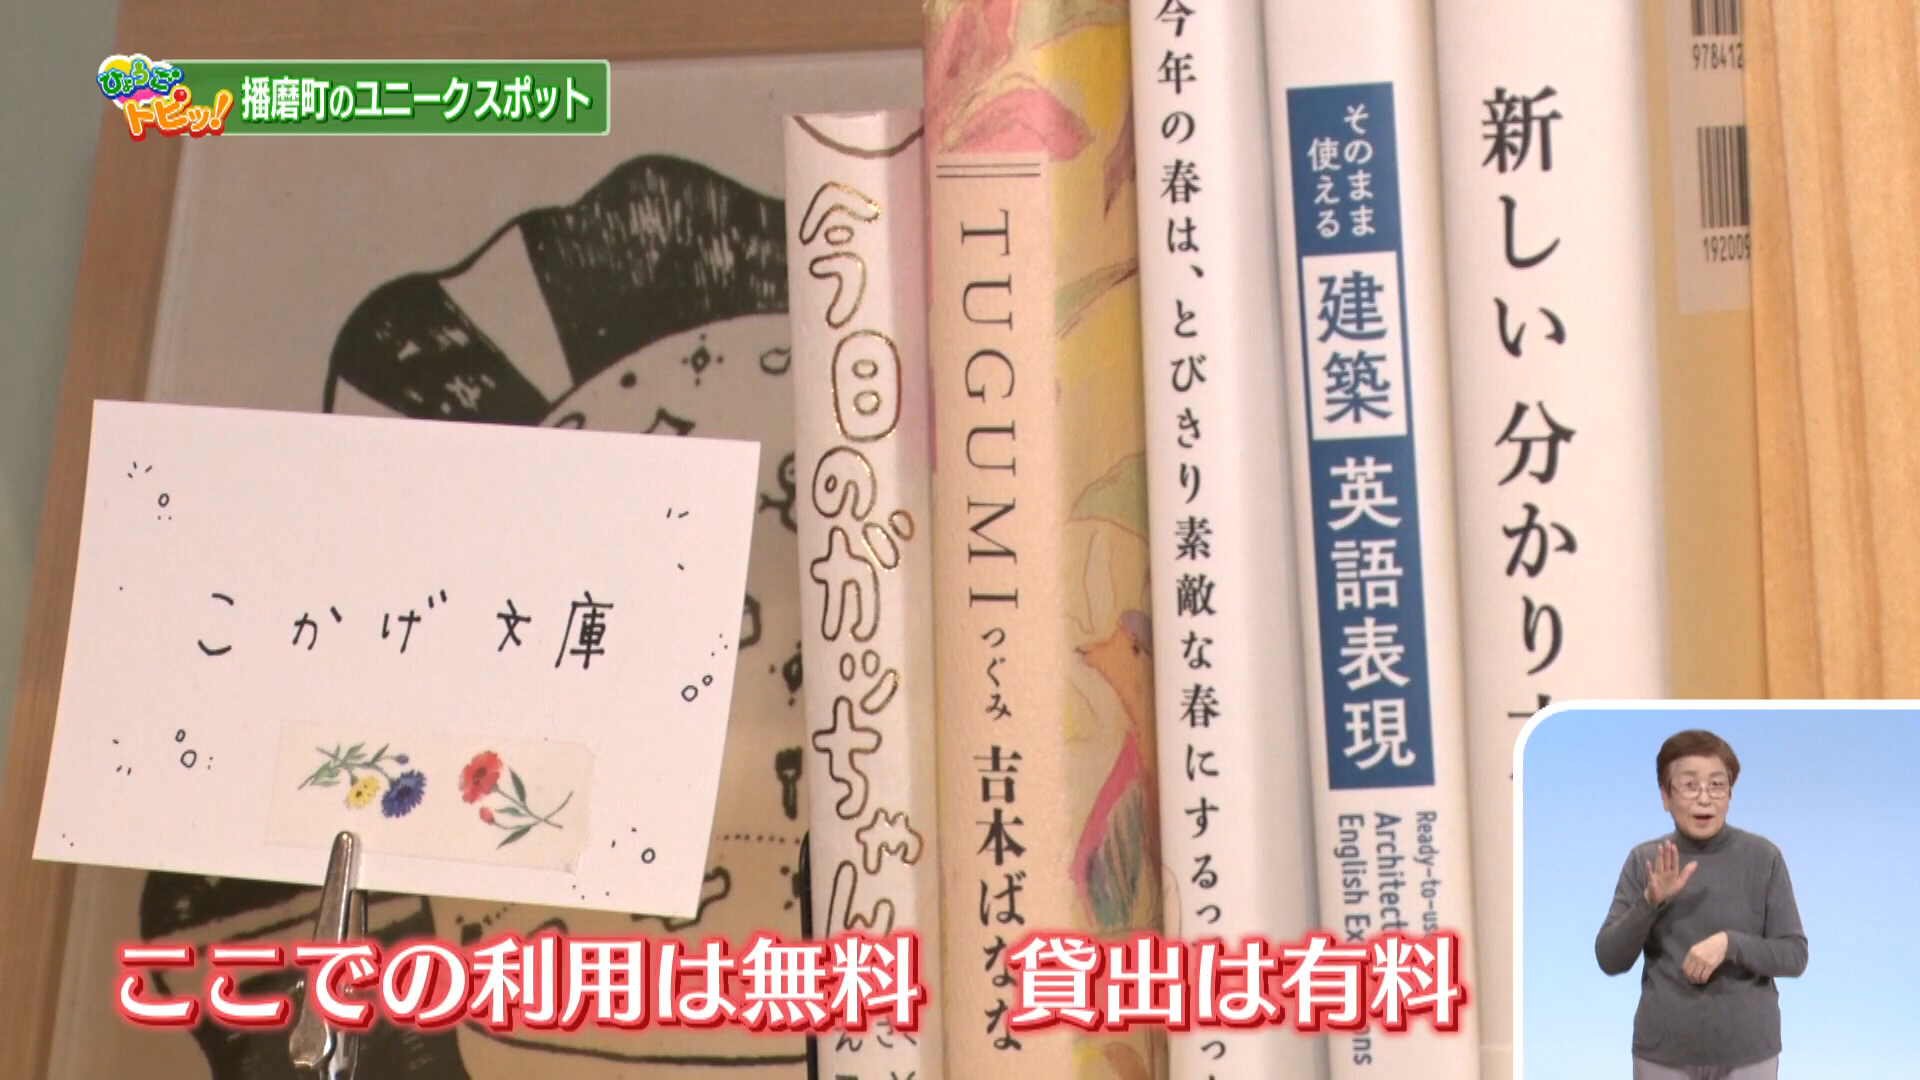 ひょうご
トピッ!
播磨町のユニークスポット
こかげ文庫
今日のガッちゃん
TUGUMI つぐみ 吉本ばなな
今年の春は、とびきり素敵な春にするっ
そのまま
使える
建築英語表現
Ready-to-us
Architect
English Ex
ons
新しい分かり
978412
192009
ここでの利用は無料 貸出は有料